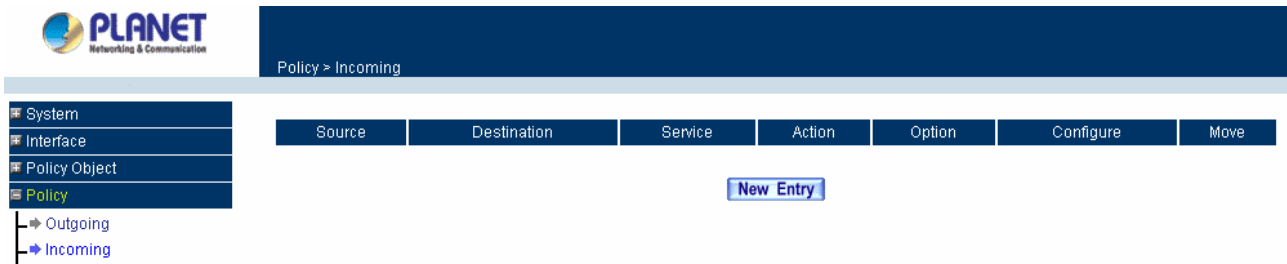 PLANET
Networking & Communication
Policy > Incoming
System
Interface
Policy Object
Policy
Outgoing
Incoming
Source Destination Service Action Option Configure Move
New Entry